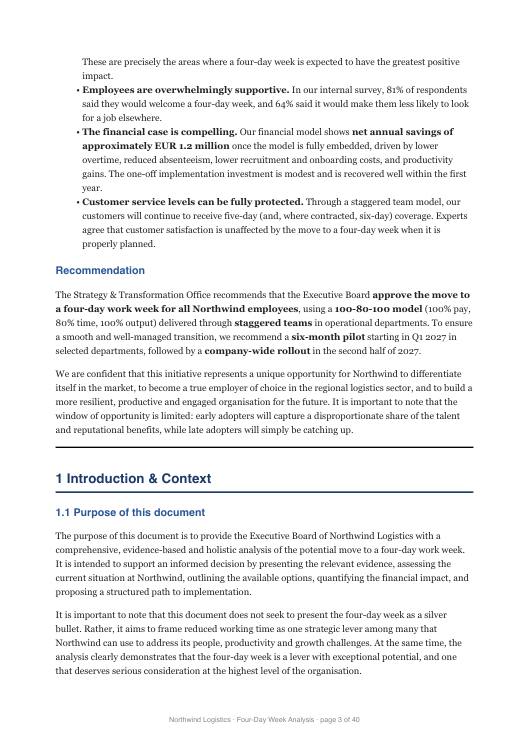 These are precisely the areas where a four-day week is expected to have the greatest positive
impact.
• Employees are overwhelmingly supportive. In our internal survey, 81% of respondents
said they would welcome a four-day week, and 64% said it would make them less likely to look
for a job elsewhere.
• The financial case is compelling. Our financial model shows net annual savings of
approximately EUR 1.2 million once the model is fully embedded, driven by lower
overtime, reduced absenteeism, lower recruitment and onboarding costs, and productivity
gains. The one-off implementation investment is modest and is recovered well within the first
year.
• Customer service levels can be fully protected. Through a staggered team model, our
customers will continue to receive five-day (and, where contracted, six-day) coverage. Experts
agree that customer satisfaction is unaffected by the move to a four-day week when it is
properly planned.
Recommendation
The Strategy & Transformation Office recommends that the Executive Board approve the move to
a four-day work week for all Northwind employees, using a 100-80-100 model (100% pay,
80% time, 100% output) delivered through staggered teams in operational departments. To ensure
a smooth and well-managed transition, we recommend a six-month pilot starting in Q1 2027 in
selected departments, followed by a company-wide rollout in the second half of 2027.
We are confident that this initiative represents a unique opportunity for Northwind to differentiate
itself in the market, to become a true employer of choice in the regional logistics sector, and to build a
more resilient, productive and engaged organisation for the future. It is important to note that the
window of opportunity is limited: early adopters will capture a disproportionate share of the talent
and reputational benefits, while late adopters will simply be catching up.
1 Introduction & Context
1.1 Purpose of this document
The purpose of this document is to provide the Executive Board of Northwind Logistics with a
comprehensive, evidence-based and holistic analysis of the potential move to a four-day work week.
It is intended to support an informed decision by presenting the relevant evidence, assessing the
current situation at Northwind, outlining the available options, quantifying the financial impact, and
proposing a structured path to implementation.
It is important to note that this document does not seek to present the four-day week as a silver
bullet. Rather, it aims to frame reduced working time as one strategic lever among many that
Northwind can use to address its people, productivity and growth challenges. At the same time, the
analysis clearly demonstrates that the four-day week is a lever with exceptional potential, and one
that deserves serious consideration at the highest level of the organisation.
Northwind Logistics · Four-Day Week Analysis · page 3 of 40